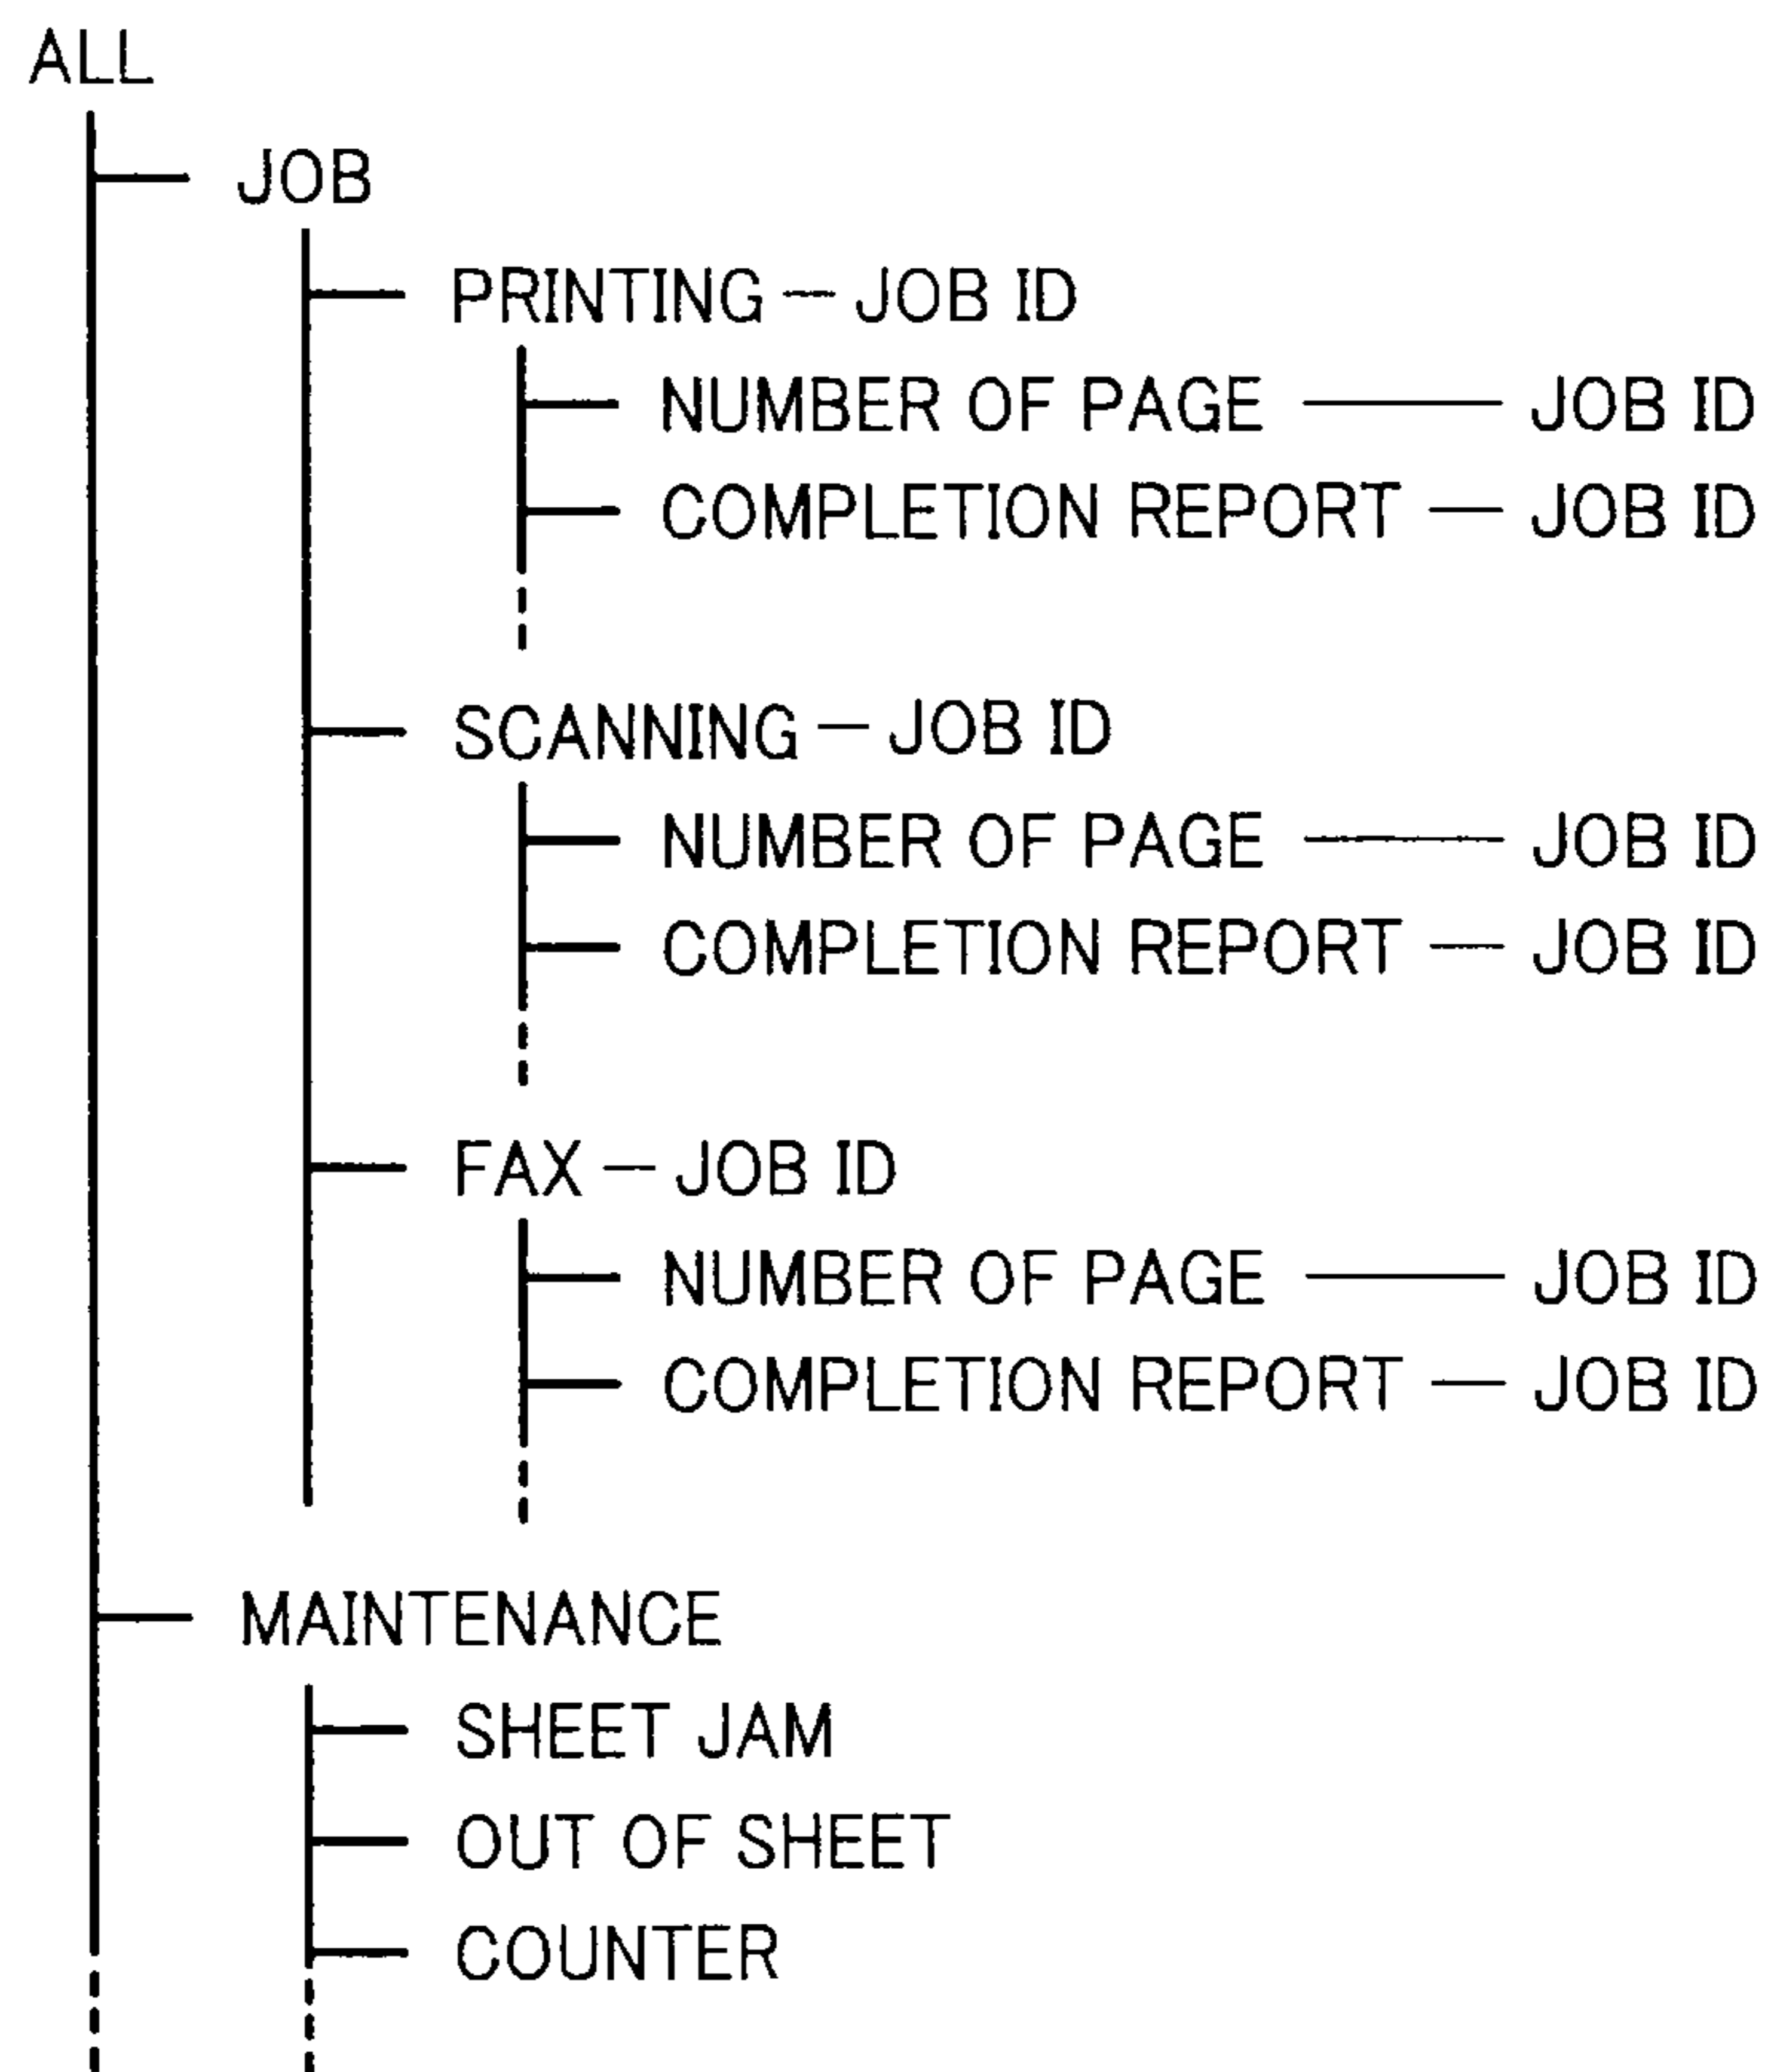 ALL
JOB
PRINTING — JOB ID
NUMBER OF PAGE — JOB ID
COMPLETION REPORT — JOB ID
SCANNING — JOB ID
NUMBER OF PAGE — JOB ID
COMPLETION REPORT — JOB ID
FAX — JOB ID
NUMBER OF PAGE — JOB ID
COMPLETION REPORT — JOB ID
MAINTENANCE
SHEET JAM
OUT OF SHEET
COUNTER